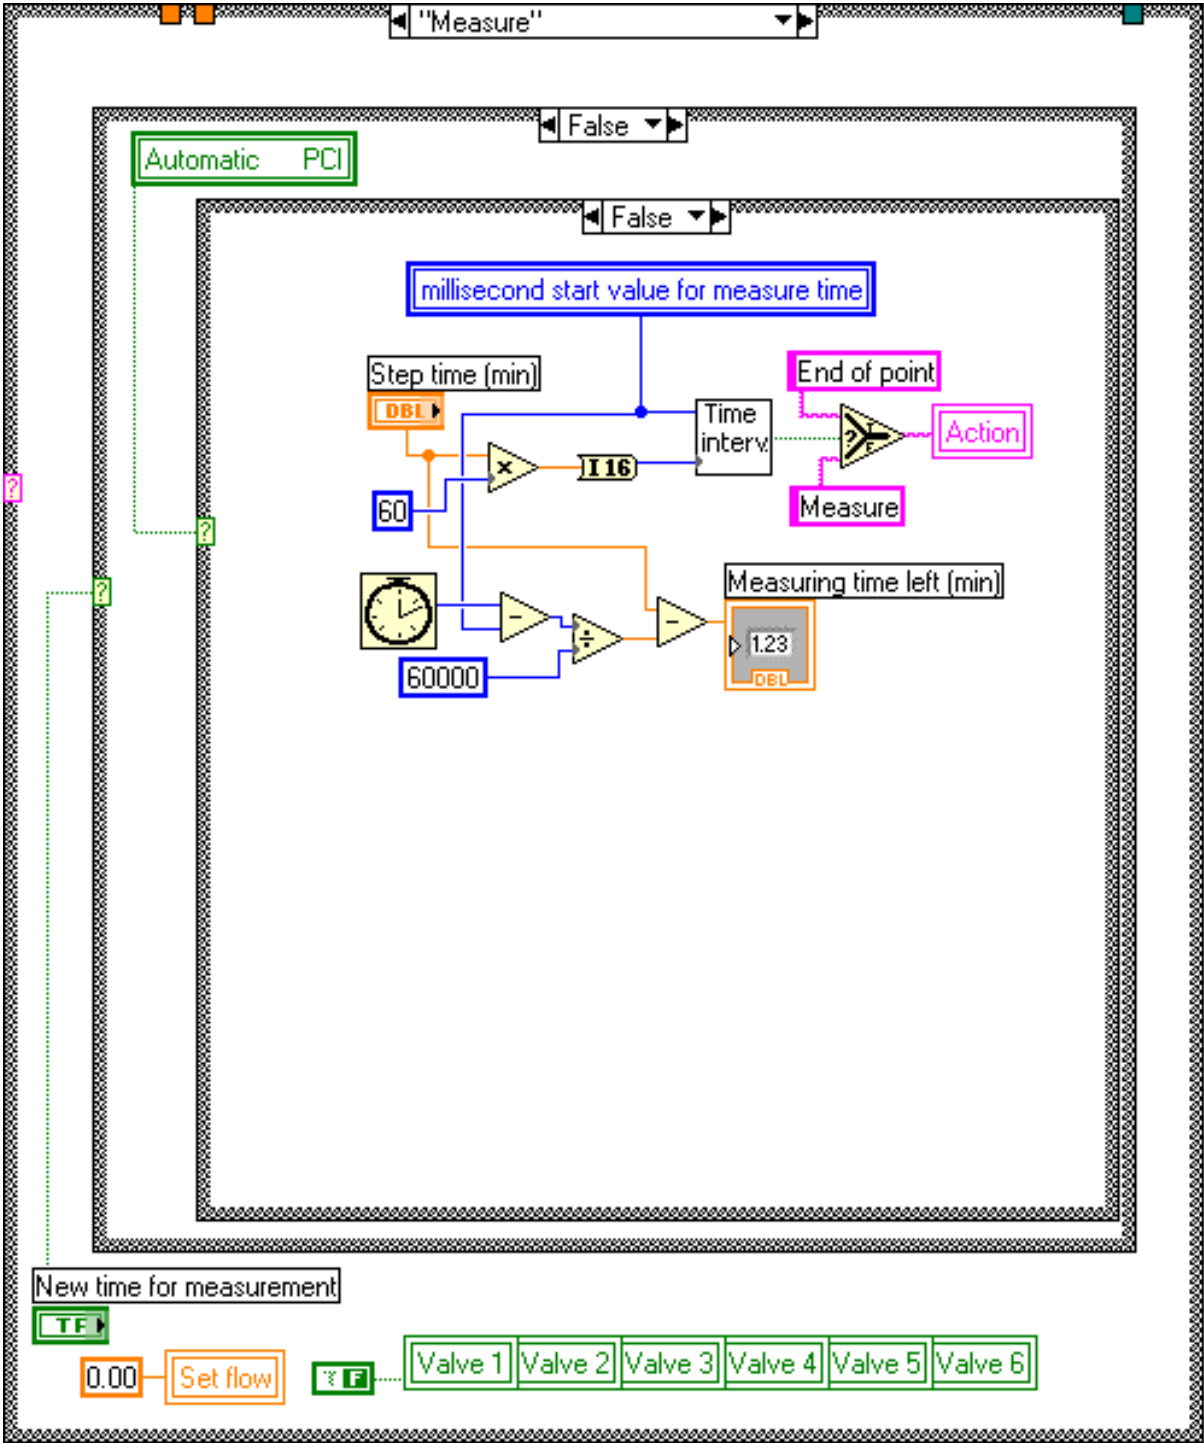 "Measure"
False
Automatic PCI
False
millisecond start value for measure time
Step time (min)
DBL
End of point
Time
interv.
?
T
F
Action
×
I16
?
60
Measure
?
?
Measuring time left (min)
-
÷
-
1.23
60000
DBL
New time for measurement
TF
0.00
Set flow
F
Valve 1
Valve 2
Valve 3
Valve 4
Valve 5
Valve 6